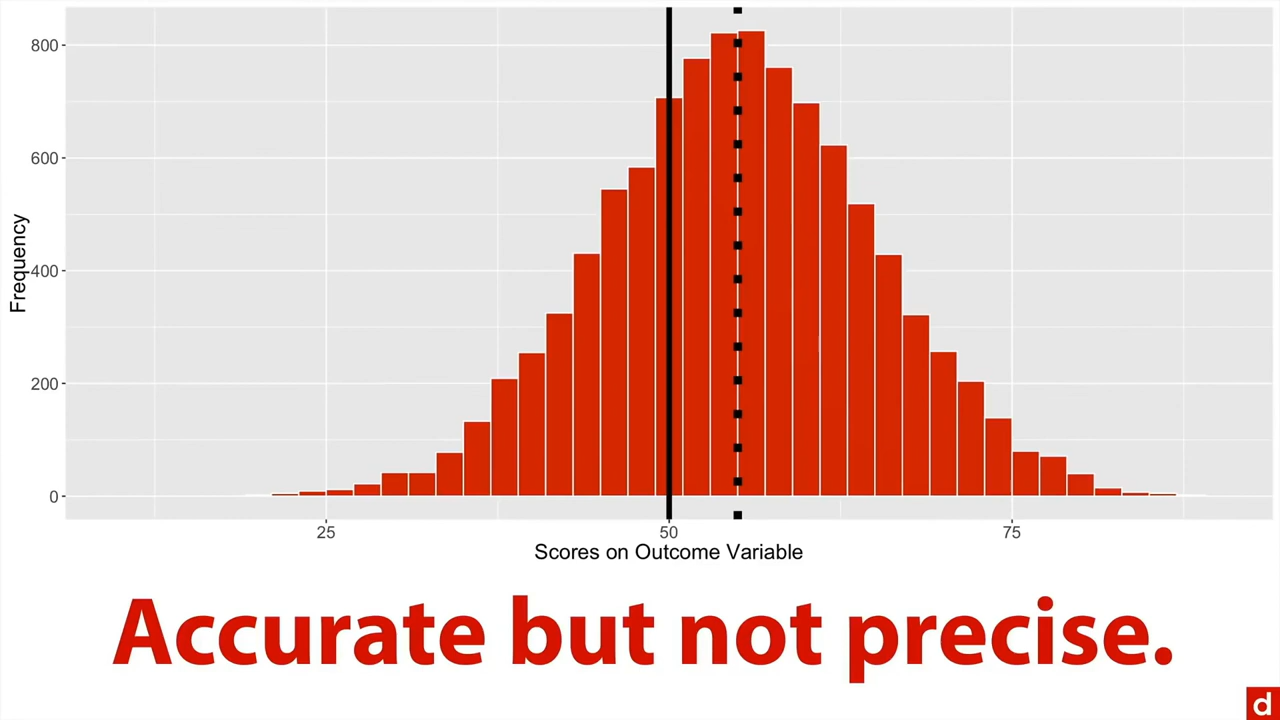 800
600
400
200
0
Frequency
25 50 75
Scores on Outcome Variable
Accurate but not precise.
d